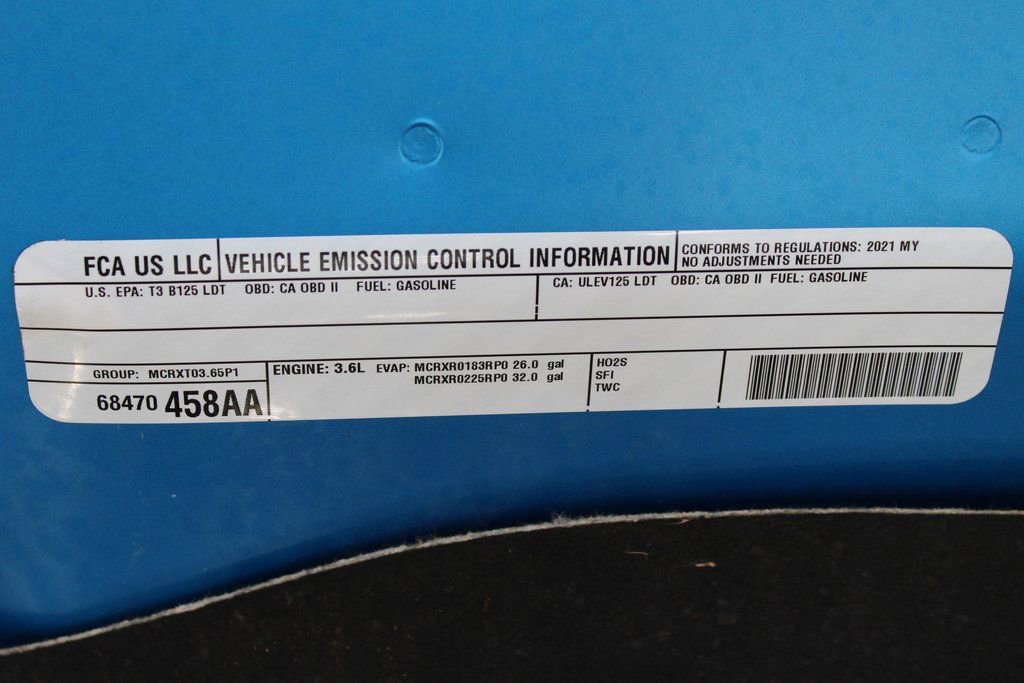 FCA US LLC VEHICLE EMISSION CONTROL INFORMATION CONFORMS TO REGULATIONS: 2021 MY
NO ADJUSTMENTS NEEDED
U.S. EPA: T3 B125 LDT OBD: CA OBD II FUEL: GASOLINE CA: ULEV125 LDT OBD: CA OBD II FUEL: GASOLINE
GROUP: MCRXT03.65P1
68470 458AA
ENGINE: 3.6L EVAP: MCRXR0183RP0 26.0 gal
MCRXR0225RP0 32.0 gal
HO2S
SFI
TWC